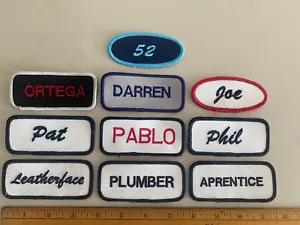 52
ORTEGA
DARREN
Joe
Pat
PABLO
Phil
Leatherface
PLUMBER
APRENTICE